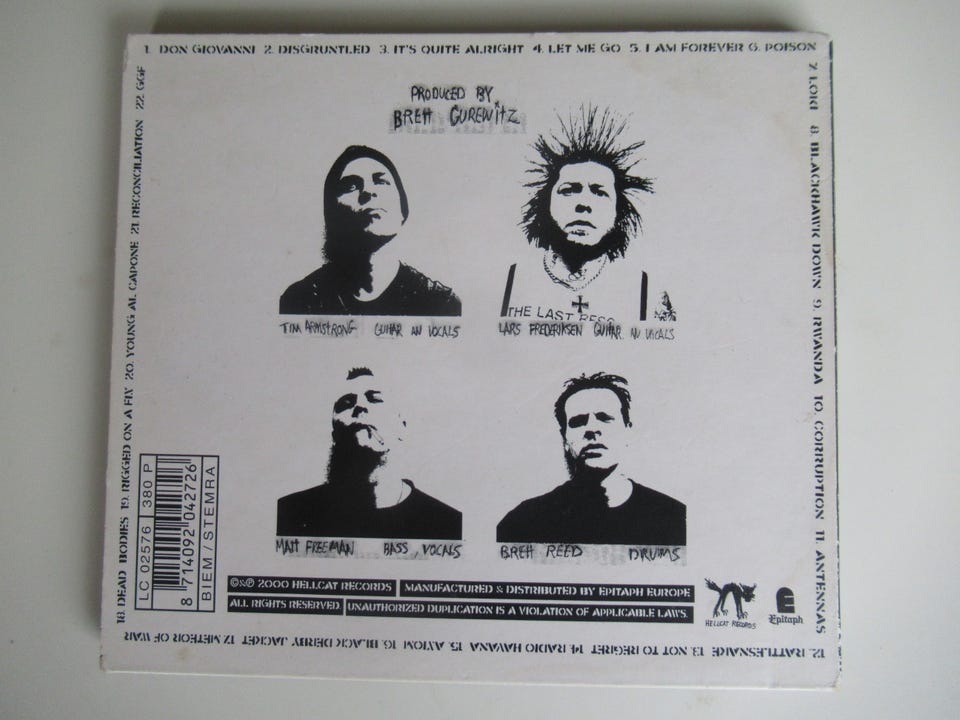 1. DON GIOVANNI 2. DISGRUNTLED 3. IT'S QUITE ALRIGHT 4. LET ME GO 5. I AM FOREVER 6. POISON
7. LOKI 8. BLACKHAWK DOWN 9. RWANDA 10. CORRUPTION 11. ANTENNAS
12. RATTLESNAKE 13. NOT TO REGRET 14. RADIO HAVANA 15. AXIOM 16. BLACK DERBY JACKET 17. METEOR OF WAR
18. DEAD BODIES 19. RIGGED ON A FIX 20. YOUNG AL CAPONE 21. RECONCILIATION 22. GGF
PRODUCED BY
BRETT GUREWITZ
THE LAST RESO
TIM ARMSTRONG GUITAR AN VOCALS
LARS FREDERIKSEN GUITAR. AN VOCALS
MATT FREEMAN BASS, VOCALS
BRETT REED DRUMS
LC 02576 380 P
8 714092 042726
BIEM / STEMRA
©&℗ 2000 HELLCAT RECORDS MANUFACTURED & DISTRIBUTED BY EPITAPH EUROPE
ALL RIGHTS RESERVED. UNAUTHORIZED DUPLICATION IS A VIOLATION OF APPLICABLE LAWS.
HELLCAT RECORDS
Epitaph